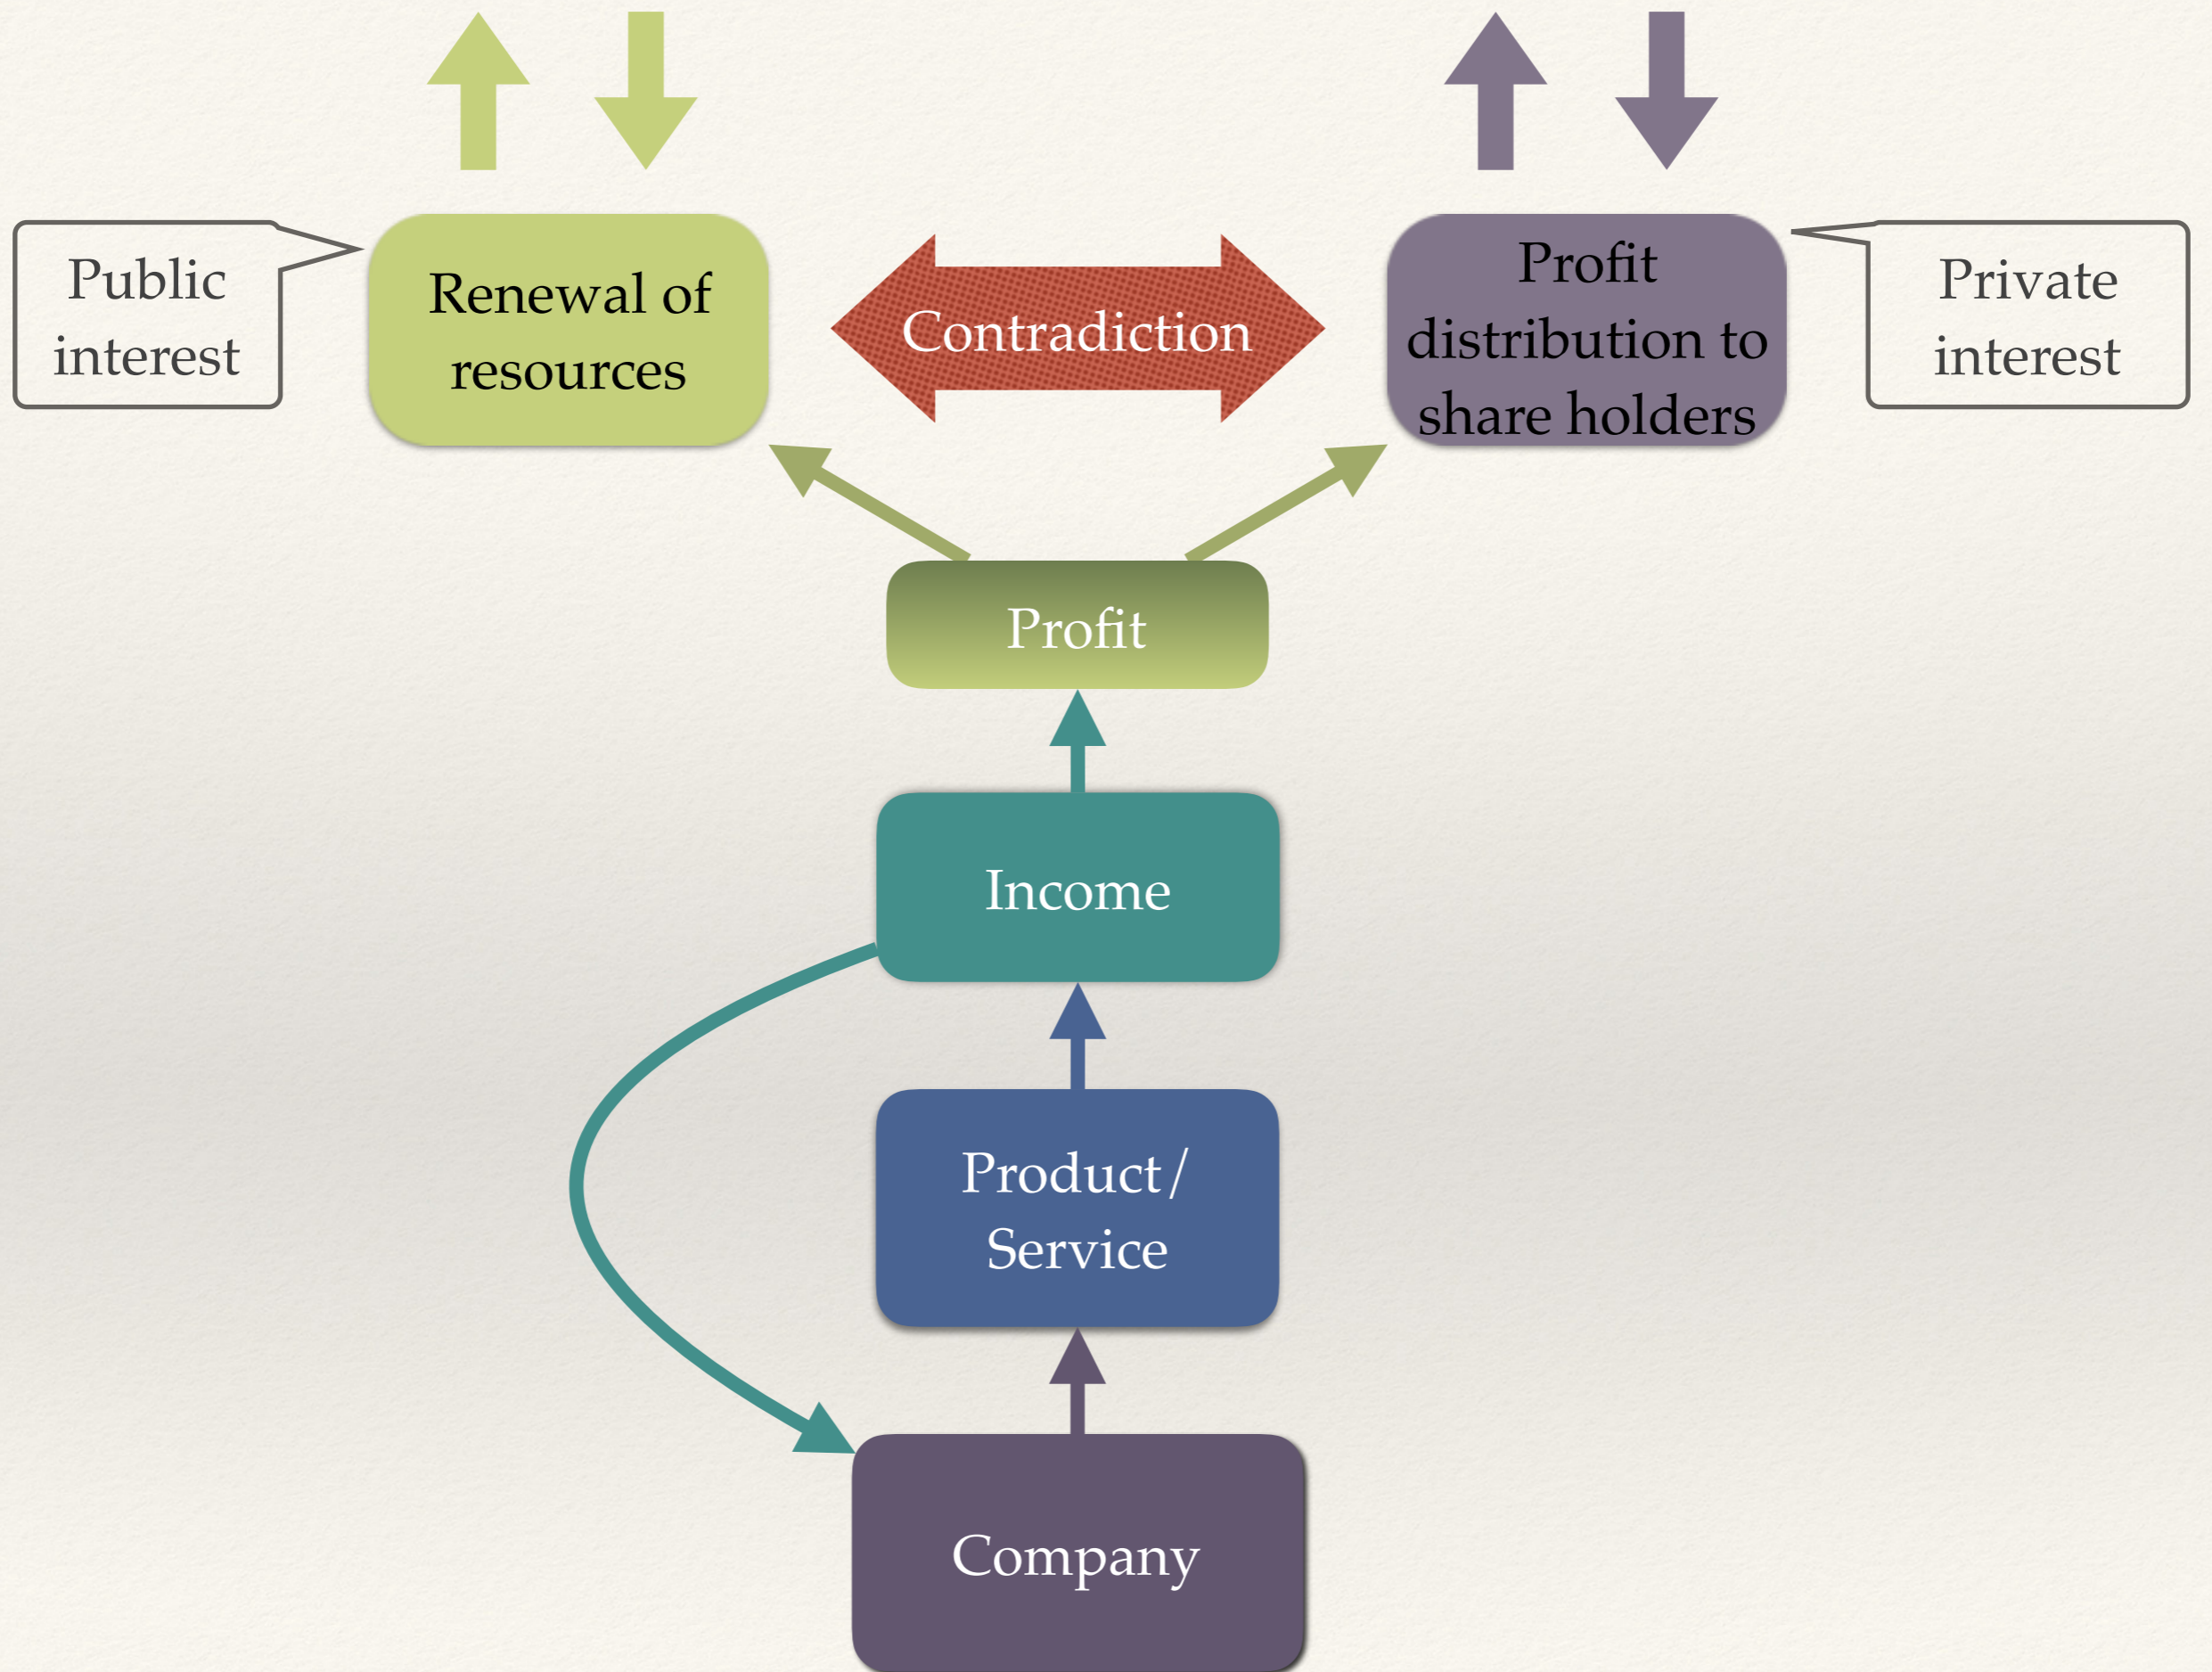 Public
interest
Renewal of
resources
Contradiction
Profit
distribution to
share holders
Private
interest
Profit
Income
Product/
Service
Company